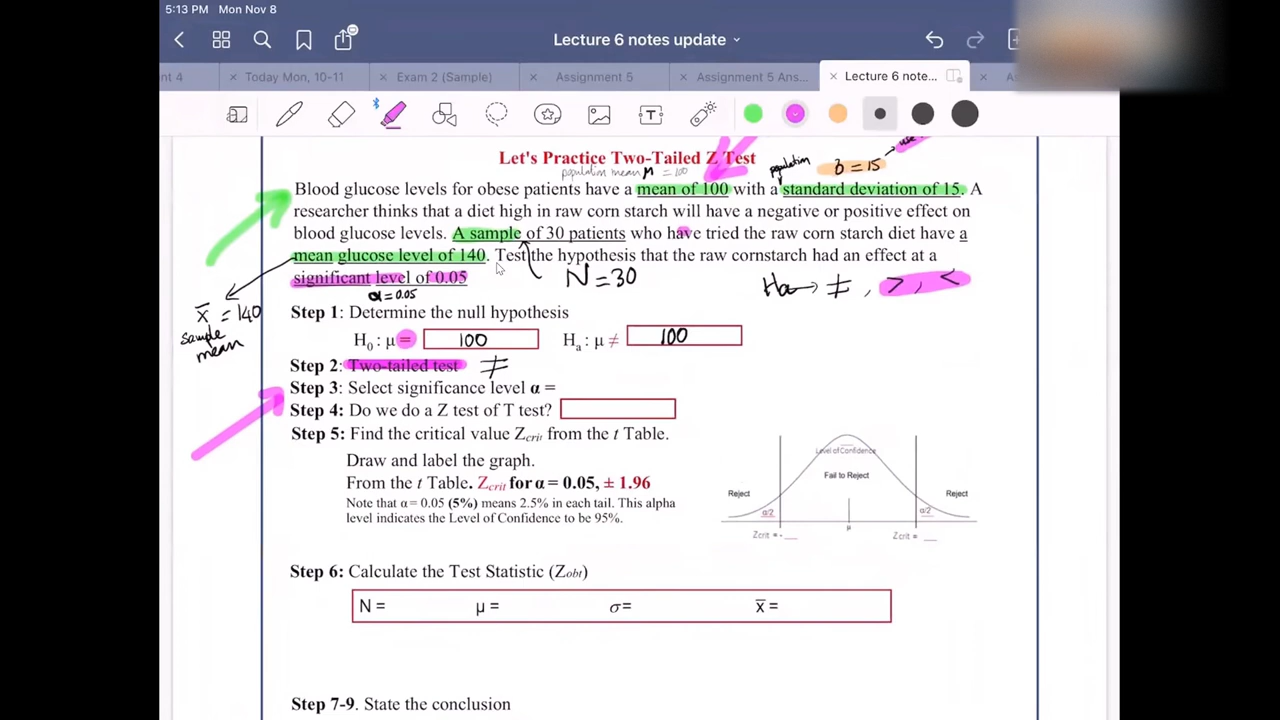 5:13 PM Mon Nov 8
Lecture 6 notes update
nt 4
Today Mon, 10-11
Exam 2 (Sample)
Assignment 5
Assignment 5 Ans...
Lecture 6 note...
Let's Practice Two-Tailed Z Test
population mean μ = 100
population
σ = 15
use
Blood glucose levels for obese patients have a mean of 100 with a standard deviation of 15. A
researcher thinks that a diet high in raw corn starch will have a negative or positive effect on
blood glucose levels. A sample of 30 patients who have tried the raw corn starch diet have a
mean glucose level of 140. Test the hypothesis that the raw cornstarch had an effect at a
significant level of 0.05
α = 0.05
N = 30
Ha → ≠ , > , <
x̄ = 140
sample
mean
Step 1: Determine the null hypothesis
H0 : μ = 100 Ha : μ ≠ 100
Step 2: Two-tailed test ≠
Step 3: Select significance level α =
Step 4: Do we do a Z test of T test?
Step 5: Find the critical value Zcrit from the t Table.
Draw and label the graph.
From the t Table. Zcrit for α = 0.05, ± 1.96
Note that α = 0.05 (5%) means 2.5% in each tail. This alpha
level indicates the Level of Confidence to be 95%.
Level of Confidence
Fail to Reject
Reject
Reject
α/2
α/2
μ
Zcrit = - __
Zcrit = __
Step 6: Calculate the Test Statistic (Zobt)
N = μ = σ= x̄ =
Step 7-9. State the conclusion